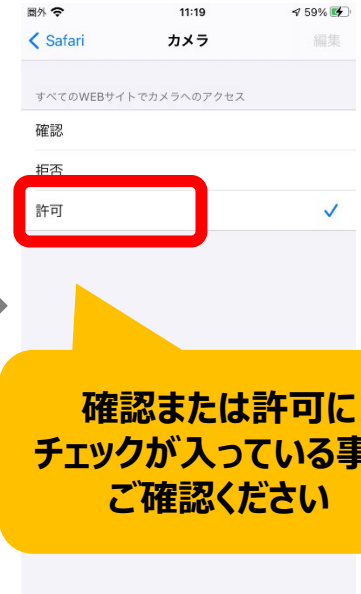 圏外 11:19 59%
Safari カメラ 編集
すべてのWEBサイトでカメラへのアクセス
確認
拒否
許可
確認または許可に
チェックが入っている事
ご確認ください